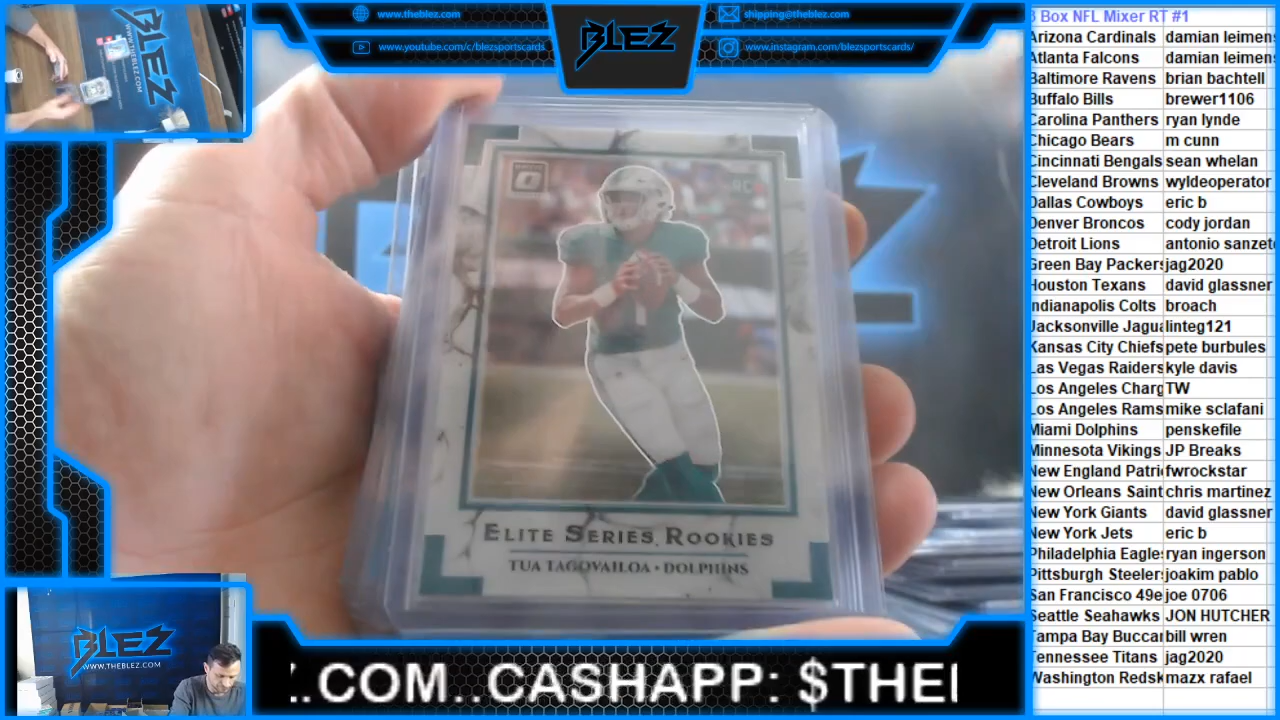 BLEZ
WWW.THEBLEZ.COM
www.theblez.com
www.youtube.com/c/blezsportscards
BLEZ
shipping@theblez.com
www.instagram.com/blezsportscards/
RC
ELITE SERIES ROOKIES
TUA TAGOVAILOA • DOLPHINS
BLEZ
WWW.THEBLEZ.COM
Z.COM..CASHAPP: $THE
Box NFL Mixer RT #1
Arizona Cardinals damian leimens
Atlanta Falcons damian leimens
Baltimore Ravens brian bachtell
Buffalo Bills brewer1106
Carolina Panthers ryan lynde
Chicago Bears m cunn
Cincinnati Bengals sean whelan
Cleveland Browns wyldeoperator
Dallas Cowboys eric b
Denver Broncos cody jordan
Detroit Lions antonio sanzet
Green Bay Packers jag2020
Houston Texans david glassner
Indianapolis Colts broach
Jacksonville Jagua linteg121
Kansas City Chiefs pete burbules
Las Vegas Raiders kyle davis
Los Angeles Charg TW
Los Angeles Rams mike sclafani
Miami Dolphins penskefile
Minnesota Vikings JP Breaks
New England Patri fwrockstar
New Orleans Saint chris martinez
New York Giants david glassner
New York Jets eric b
Philadelphia Eagle ryan ingerson
Pittsburgh Steeler joakim pablo
San Francisco 49e joe 0706
Seattle Seahawks JON HUTCHER
Tampa Bay Buccar bill wren
Tennessee Titans jag2020
Washington Redsk mazx rafael